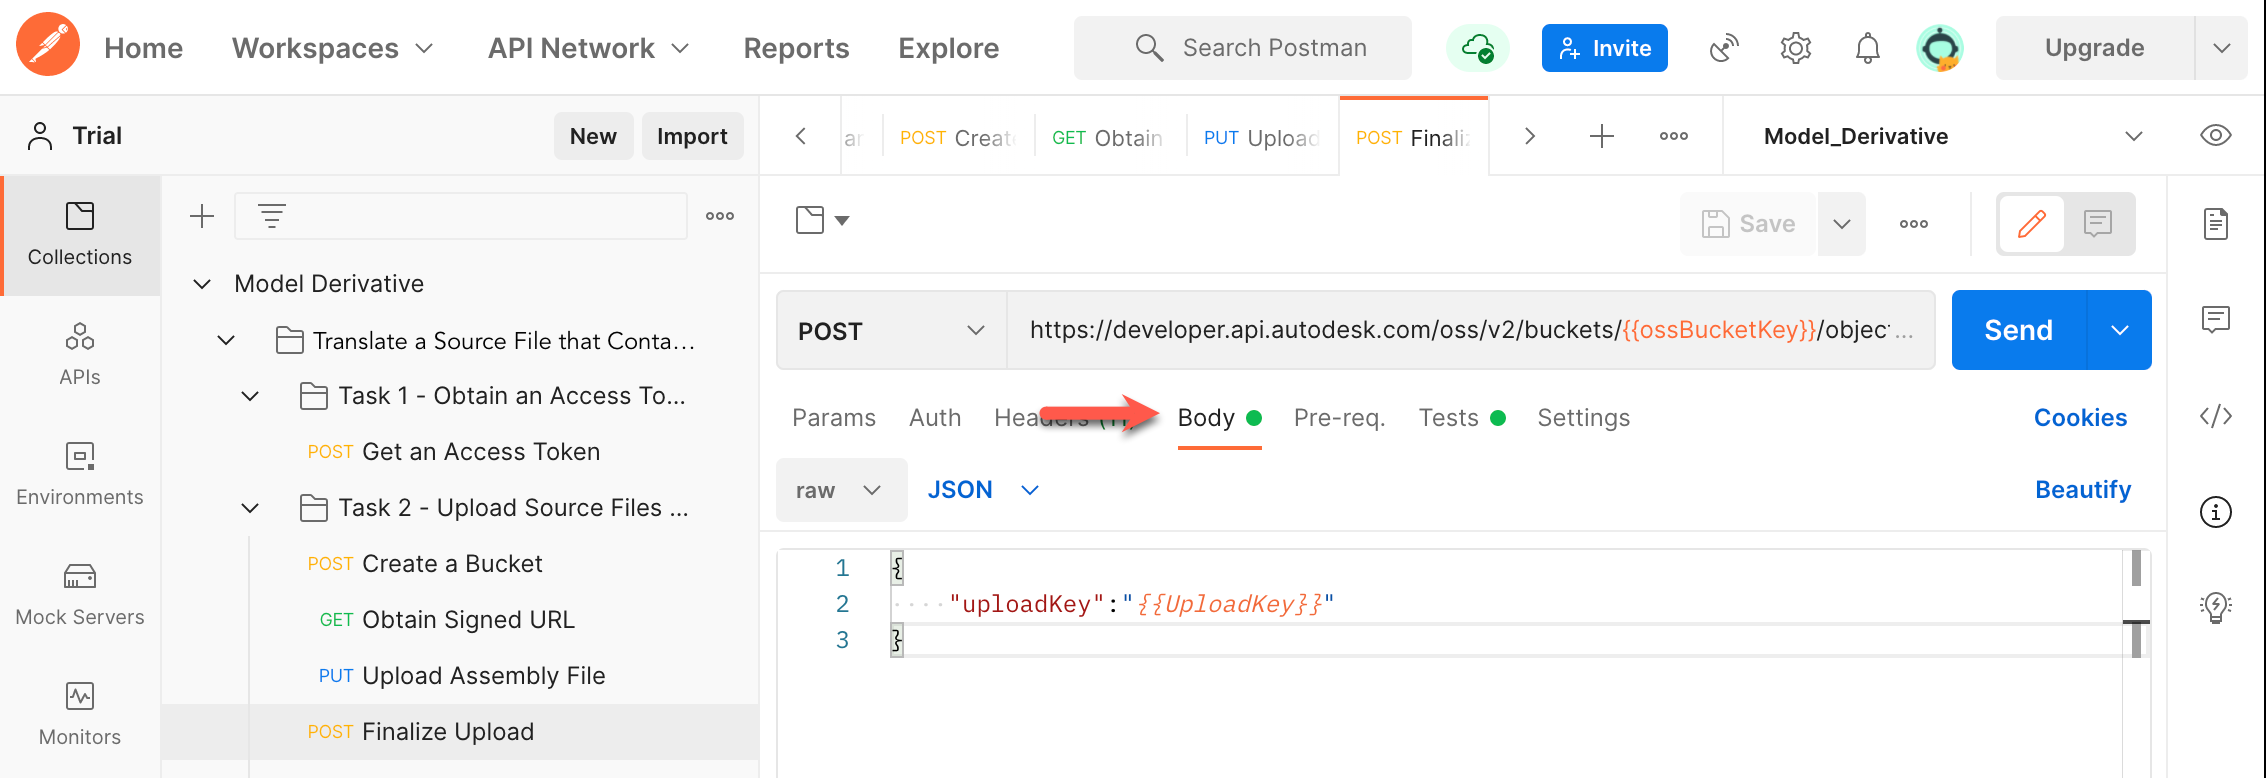 Home Workspaces API Network Reports Explore Search Postman Invite Upgrade
Trial New Import
POST Create GET Obtain PUT Upload POST Finaliz Model_Derivative
Collections
APIs
Environments
Mock Servers
Monitors
Model Derivative
Translate a Source File that Conta...
Task 1 - Obtain an Access To...
POST Get an Access Token
Task 2 - Upload Source Files ...
POST Create a Bucket
GET Obtain Signed URL
PUT Upload Assembly File
POST Finalize Upload
Save
POST https://developer.api.autodesk.com/oss/v2/buckets/{{ossBucketKey}}/objec ... Send
Params Auth Headers (11) Body Pre-req. Tests Settings Cookies
raw JSON Beautify
1 {
2 "uploadKey":"{{UploadKey}}"
3 }